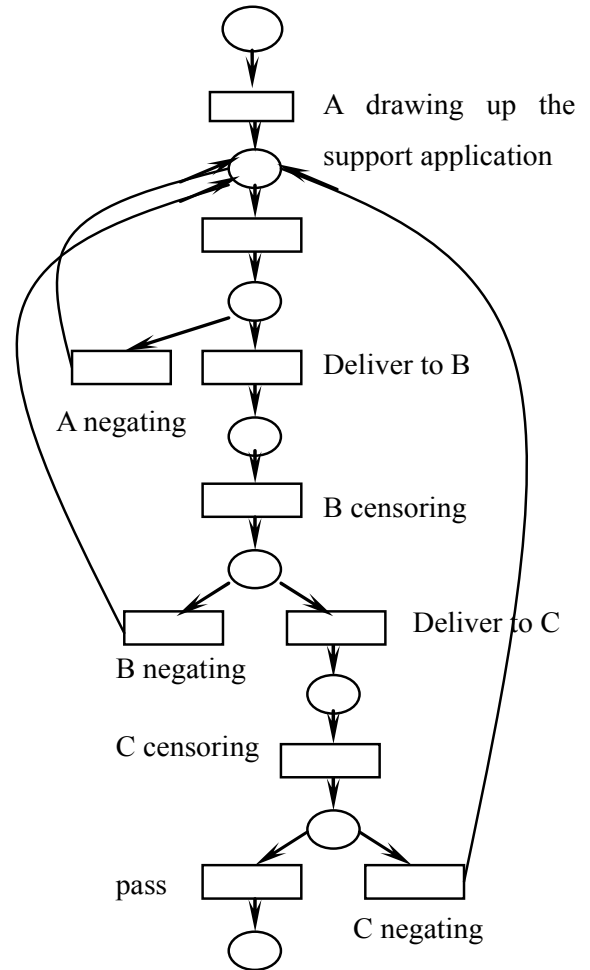 A drawing up the
support application
Deliver to B
A negating
B censoring
Deliver to C
B negating
C censoring
pass
C negating